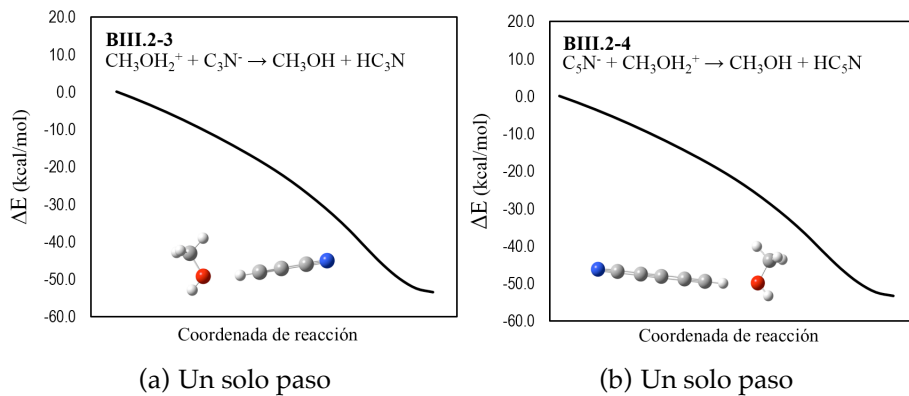 20.0
10.0
0.0
-10.0
-20.0
-30.0
-40.0
-50.0
-60.0
ΔE (kcal/mol)
BIII.2-3
CH₃OH₂⁺ + C₃N⁻ → CH₃OH + HC₃N
Coordenada de reacción
(a) Un solo paso
20.0
10.0
0.0
-10.0
-20.0
-30.0
-40.0
-50.0
-60.0
ΔE (kcal/mol)
BIII.2-4
C₅N⁻ + CH₃OH₂⁺ → CH₃OH + HC₅N
Coordenada de reacción
(b) Un solo paso